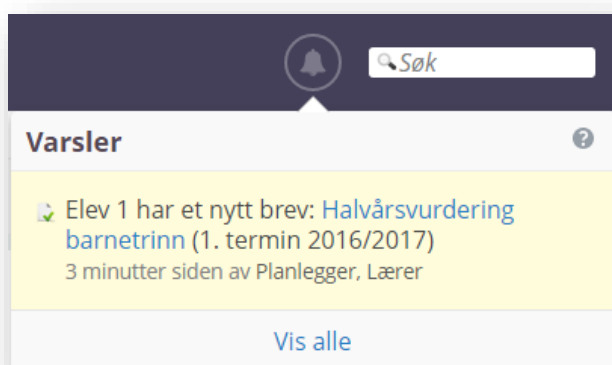 Søk
Varsler
Elev 1 har et nytt brev: Halvårsvurdering
barnetrinn (1. termin 2016/2017)
3 minutter siden av Planlegger, Lærer
Vis alle